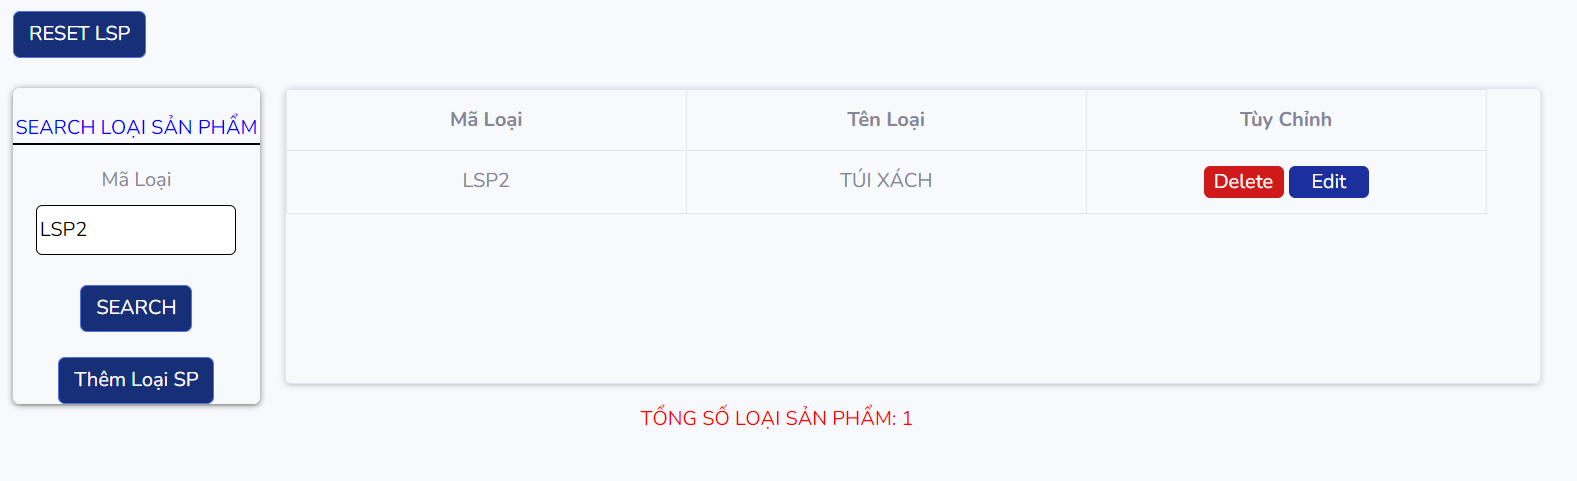 RESET LSP
SEARCH LOẠI SẢN PHẨM
Mã Loại
LSP2
SEARCH
Thêm Loại SP
Mã Loại Tên Loại Tùy Chỉnh
LSP2 TÚI XÁCH Delete Edit
TỔNG SỐ LOẠI SẢN PHẨM: 1